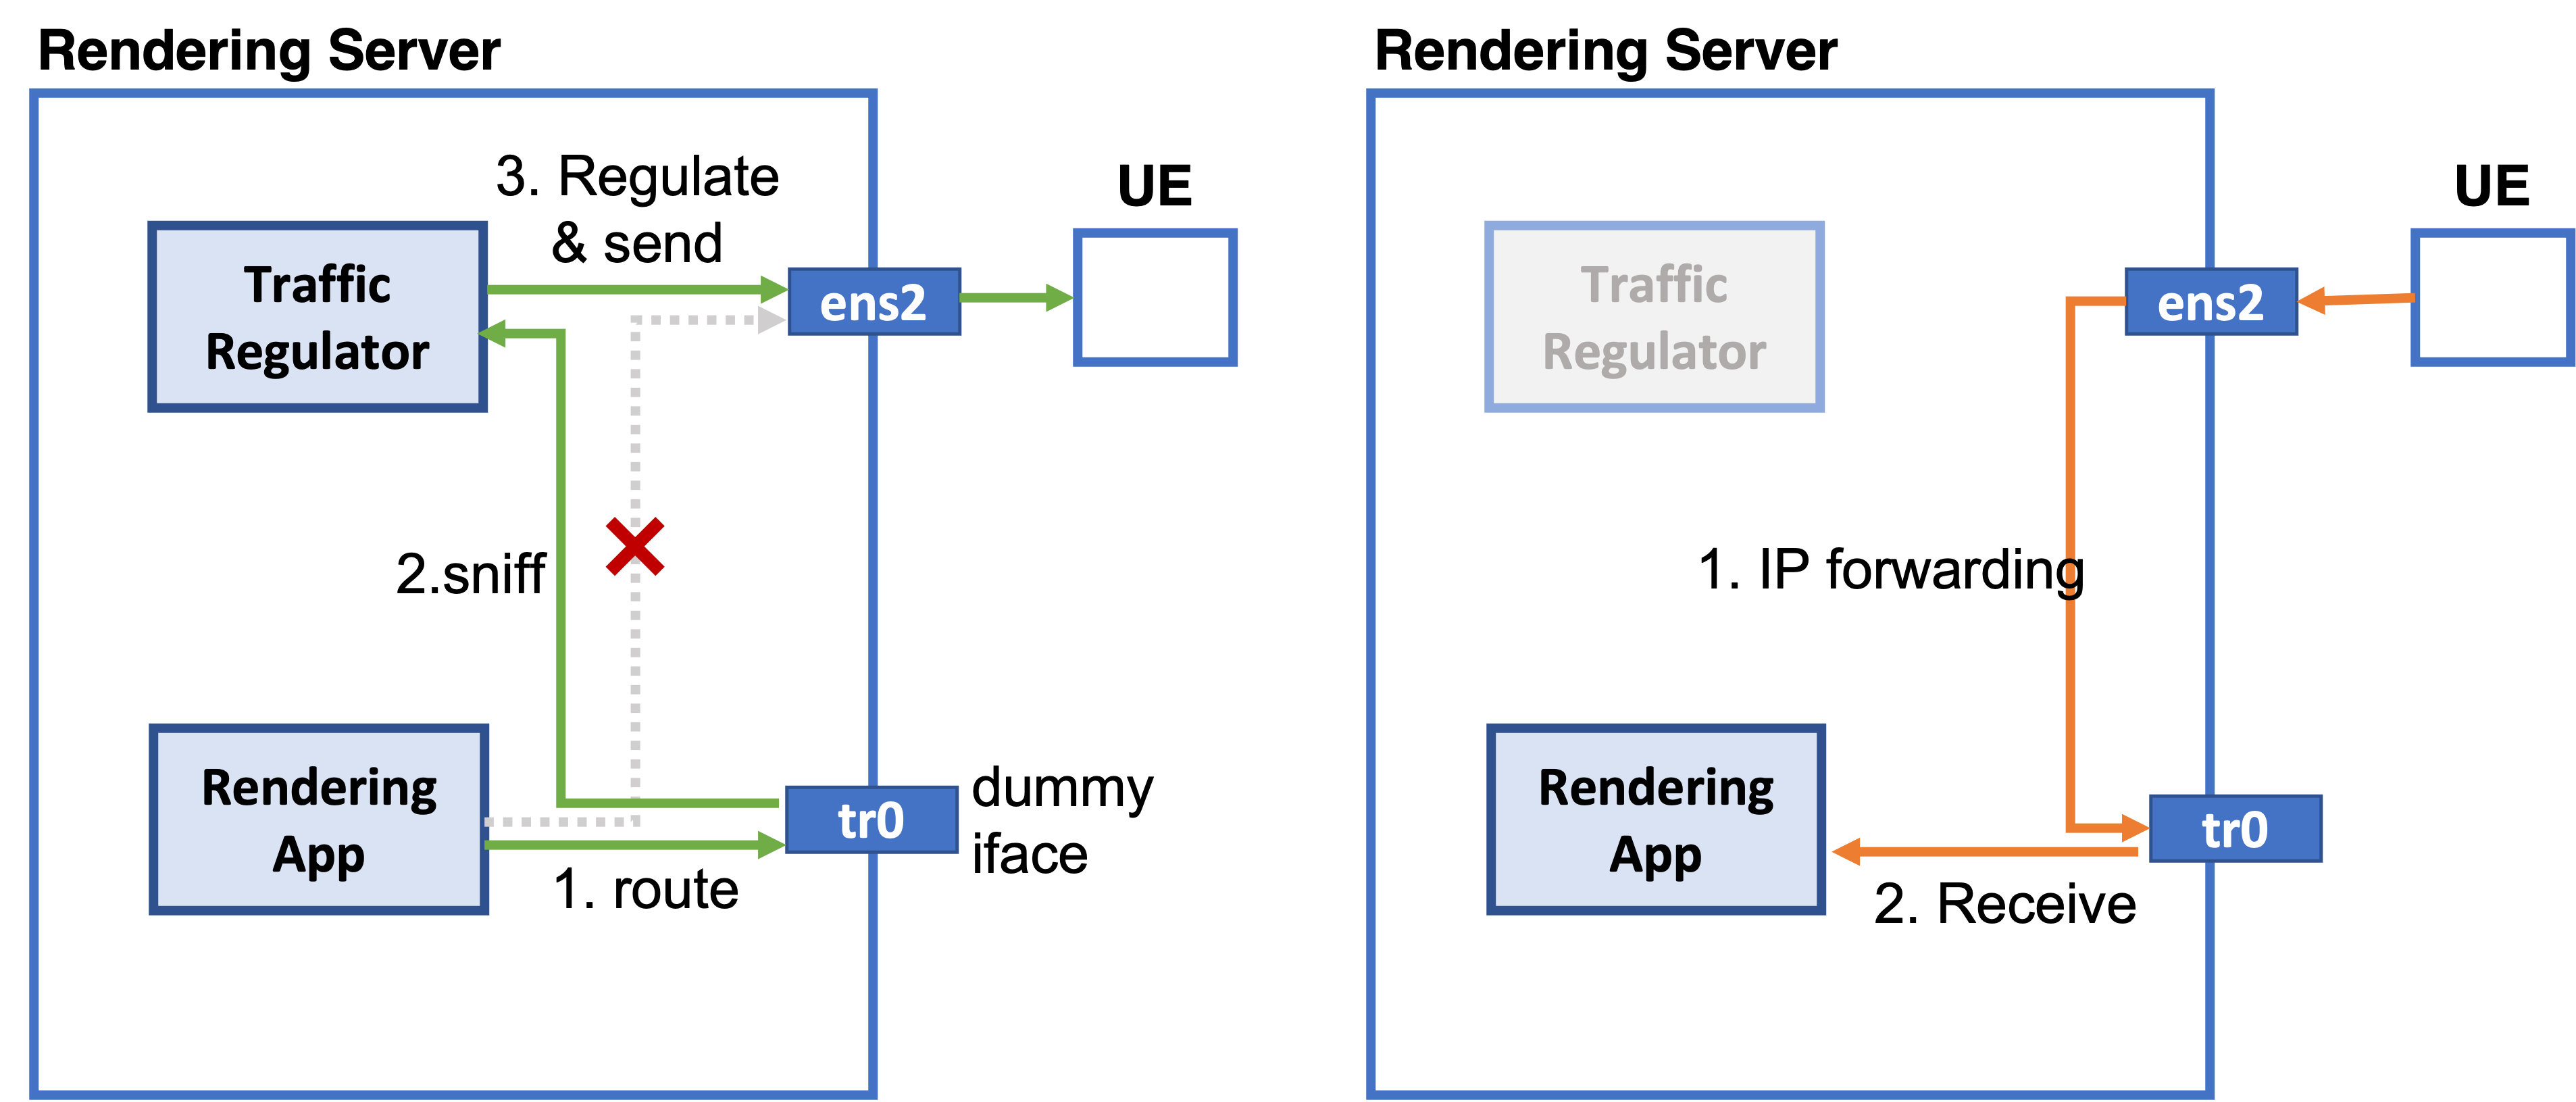 Rendering Server
3. Regulate
& send
UE
Traffic
Regulator
ens2
2.sniff
Rendering
App
tr0
dummy
iface
1. route
Rendering Server
UE
Traffic
Regulator
ens2
1. IP forwarding
Rendering
App
tr0
2. Receive